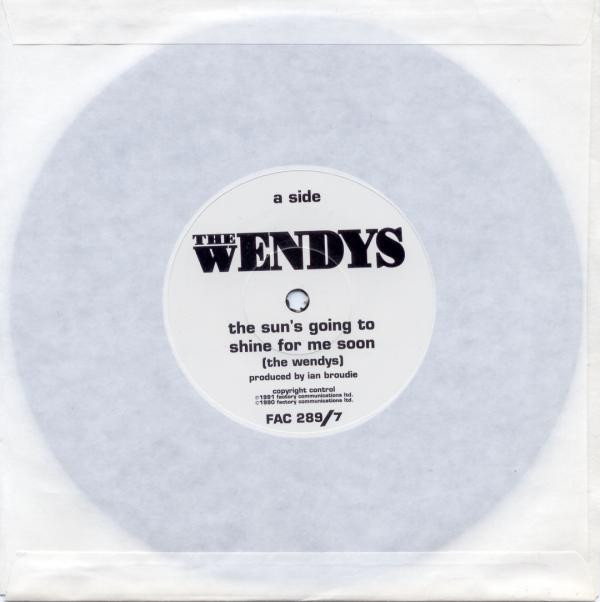 a side
THE WENDYS
the sun's going to
shine for me soon
(the wendys)
produced by ian broudie
copyright control
℗1991 factory communications ltd.
©1990 factory communications ltd.
FAC 289/7